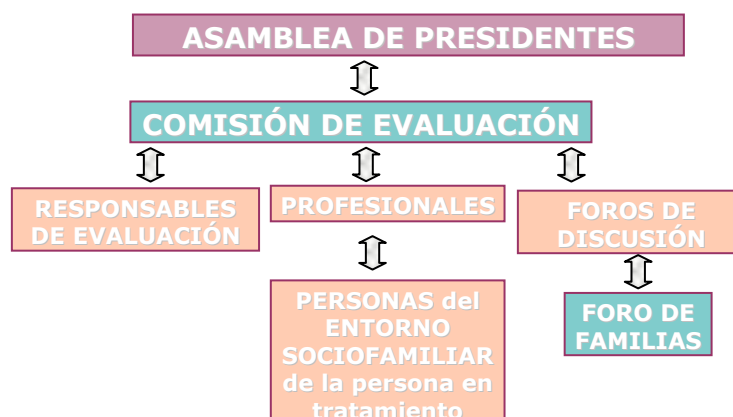 ASAMBLEA DE PRESIDENTES
COMISIÓN DE EVALUACIÓN
RESPONSABLES
DE EVALUACIÓN
PROFESIONALES
FOROS DE
DISCUSIÓN
PERSONAS del
ENTORNO
SOCIOFAMILIAR
de la persona en
tratamiento
FORO DE
FAMILIAS